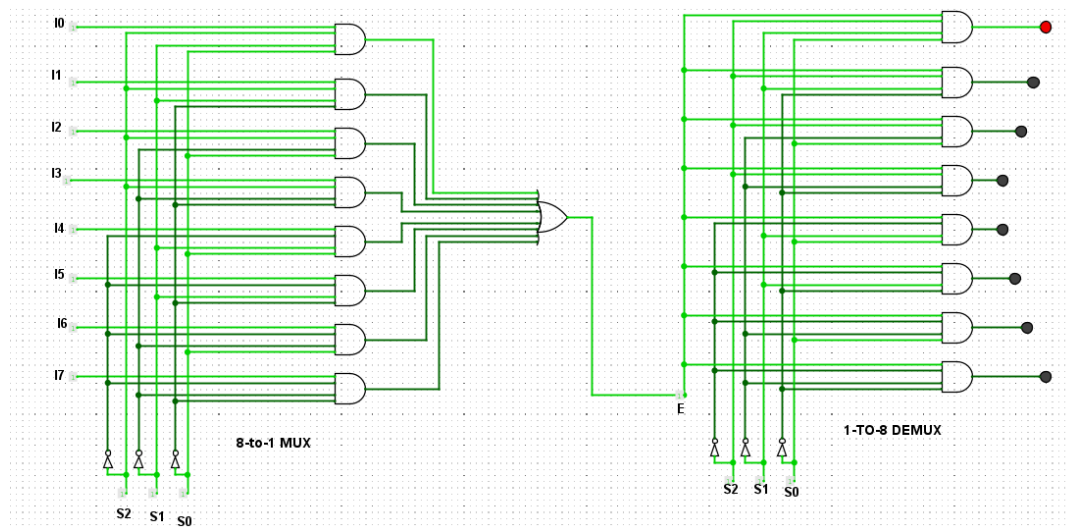 I0
I1
I2
I3
I4
I5
I6
I7
8-to-1 MUX
S2 S1 S0
E
1-TO-8 DEMUX
S2 S1 S0